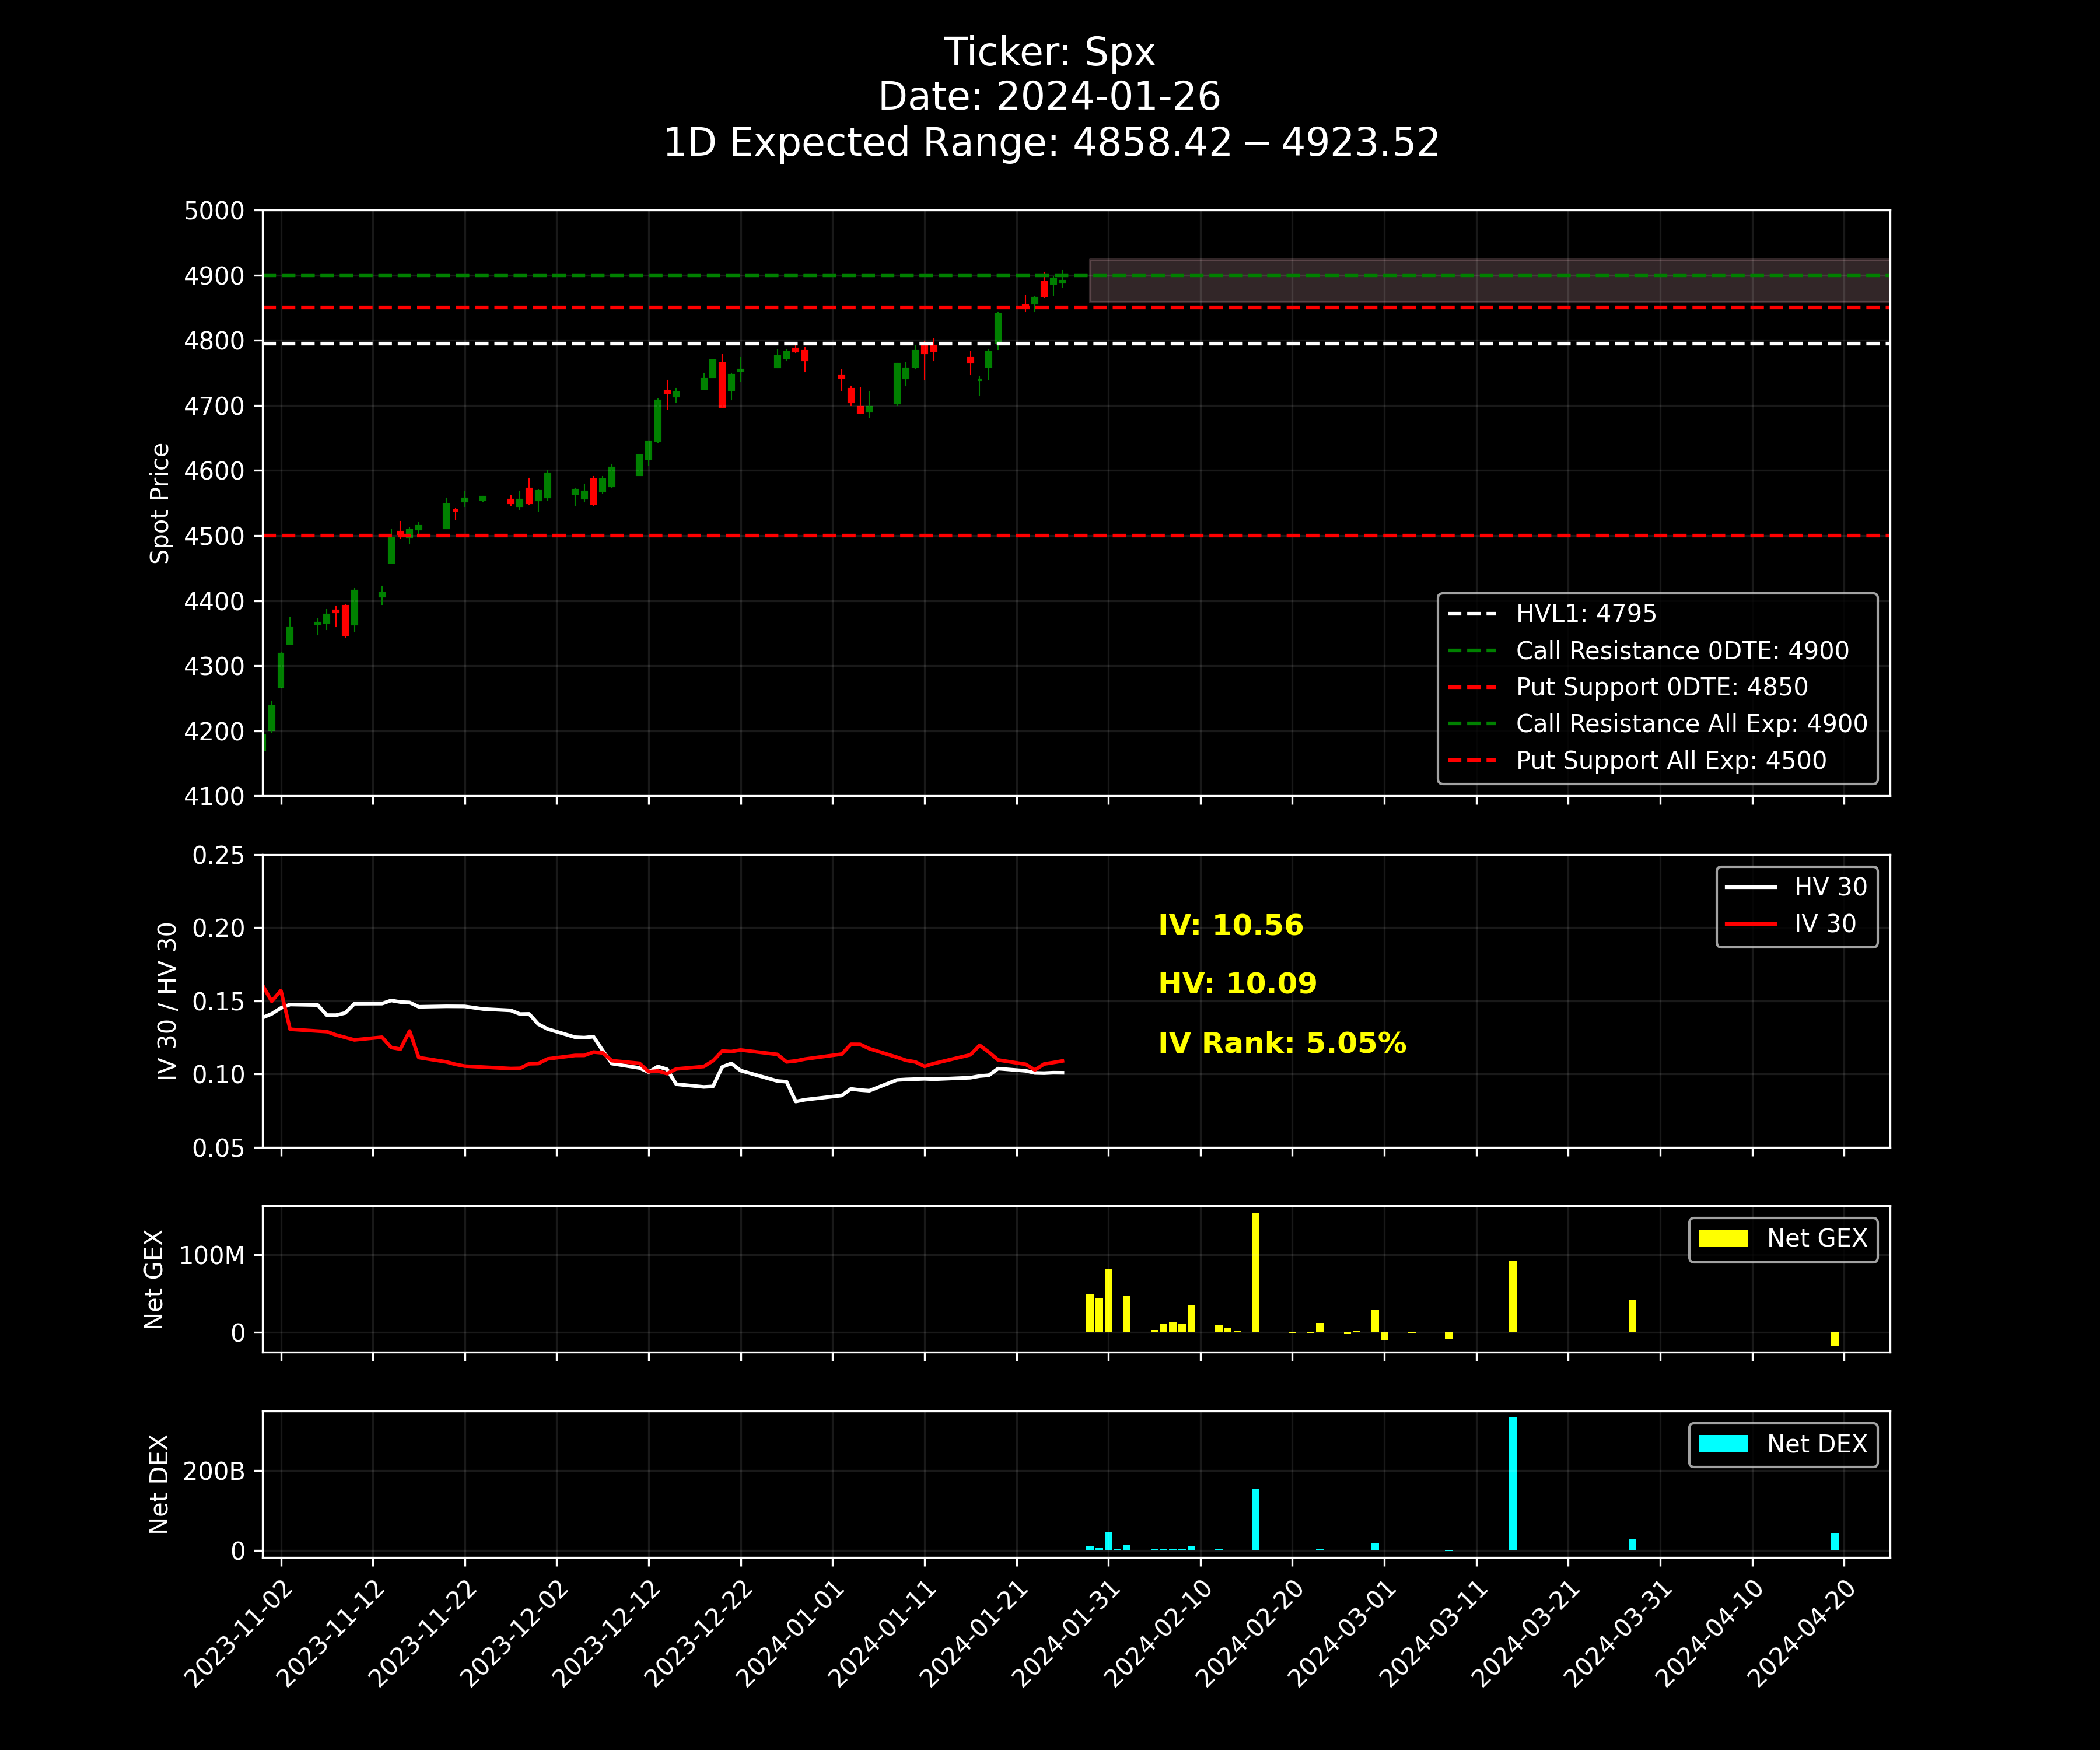 Ticker: Spx
Date: 2024-01-26
1D Expected Range: 4858.42 − 4923.52
5000
4900
4800
4700
4600
4500
4400
4300
4200
4100
Spot Price
HVL1: 4795
Call Resistance 0DTE: 4900
Put Support 0DTE: 4850
Call Resistance All Exp: 4900
Put Support All Exp: 4500
0.25
0.20
0.15
0.10
0.05
IV 30 / HV 30
IV: 10.56
HV: 10.09
IV Rank: 5.05%
HV 30
IV 30
100M
0
Net GEX
Net GEX
200B
0
Net DEX
Net DEX
2023-11-02
2023-11-12
2023-11-22
2023-12-02
2023-12-12
2023-12-22
2024-01-01
2024-01-11
2024-01-21
2024-01-31
2024-02-10
2024-02-20
2024-03-01
2024-03-11
2024-03-21
2024-03-31
2024-04-10
2024-04-20